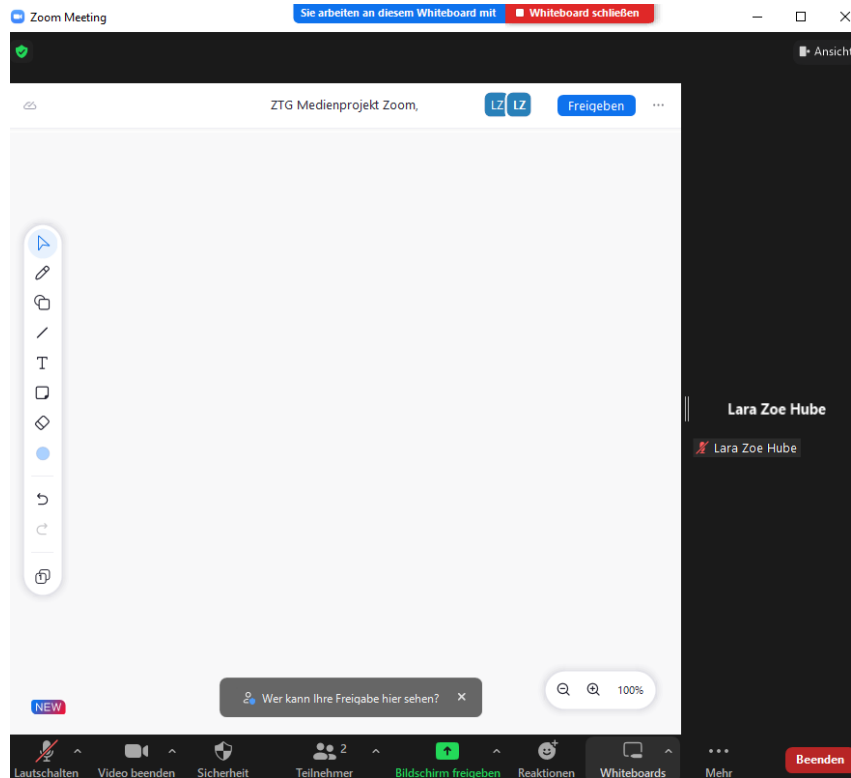 Zoom Meeting
Sie arbeiten an diesem Whiteboard mit
Whiteboard schließen
Ansicht
ZTG Medienprojekt Zoom,
LZ
LZ
Freigeben
T
1
Lara Zoe Hube
Lara Zoe Hube
Wer kann Ihre Freigabe hier sehen?
100%
NEW
2
Lautschalten
Video beenden
Sicherheit
Teilnehmer
Bildschirm freigeben
Reaktionen
Whiteboards
Mehr
Beenden